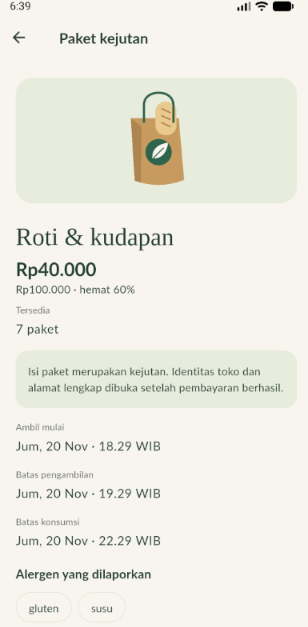 6:39
Paket kejutan
Roti & kudapan
Rp40.000
Rp100.000 · hemat 60%
Tersedia
7 paket
Isi paket merupakan kejutan. Identitas toko dan
alamat lengkap dibuka setelah pembayaran berhasil.
Ambil mulai
Jum, 20 Nov · 18.29 WIB
Batas pengambilan
Jum, 20 Nov · 19.29 WIB
Batas konsumsi
Jum, 20 Nov · 22.29 WIB
Alergen yang dilaporkan
gluten susu